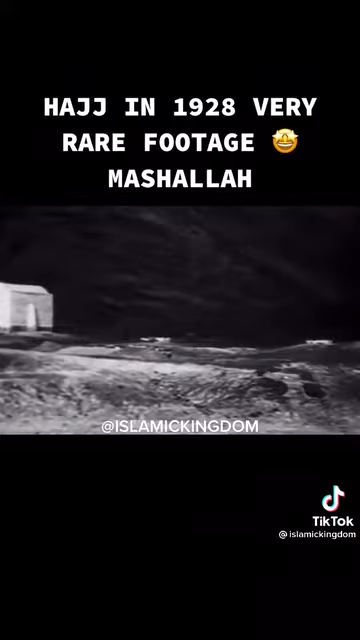 HAJJ IN 1928 VERY
RARE FOOTAGE 🤩
MASHALLAH
@ISLAMICKINGDOM
TikTok
@islamickingdom